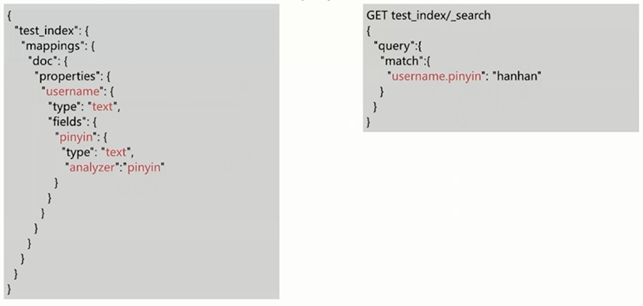 {
"test_index": {
"mappings": {
"doc": {
"properties": {
"username": {
"type": "text",
"fields": {
"pinyin": {
"type": "text",
"analyzer":"pinyin"
}
}
}
}
}
}
}
}
GET test_index/_search
{
"query":{
"match":{
"username.pinyin": "hanhan"
}
}
}